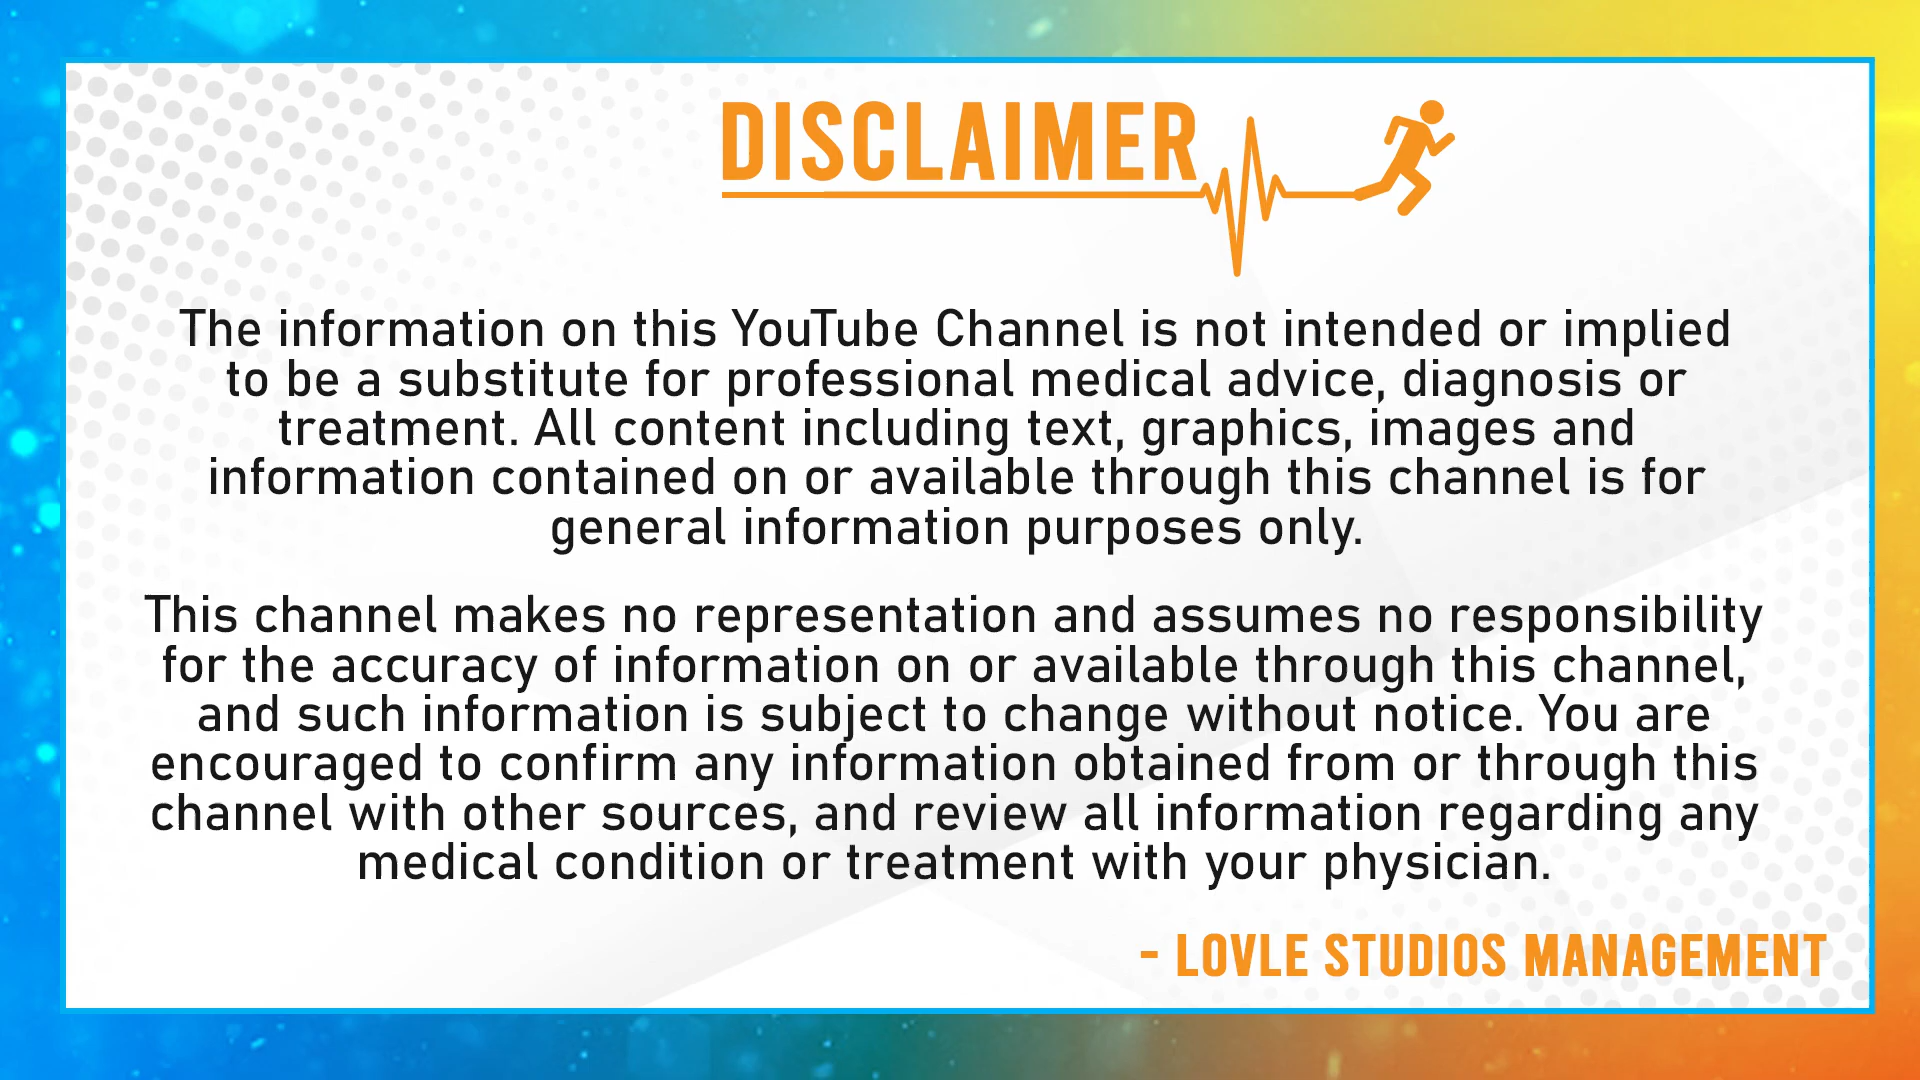 DISCLAIMER
The information on this YouTube Channel is not intended or implied
to be a substitute for professional medical advice, diagnosis or
treatment. All content including text, graphics, images and
information contained on or available through this channel is for
general information purposes only.
This channel makes no representation and assumes no responsibility
for the accuracy of information on or available through this channel,
and such information is subject to change without notice. You are
encouraged to confirm any information obtained from or through this
channel with other sources, and review all information regarding any
medical condition or treatment with your physician.
- LOVLE STUDIOS MANAGEMENT